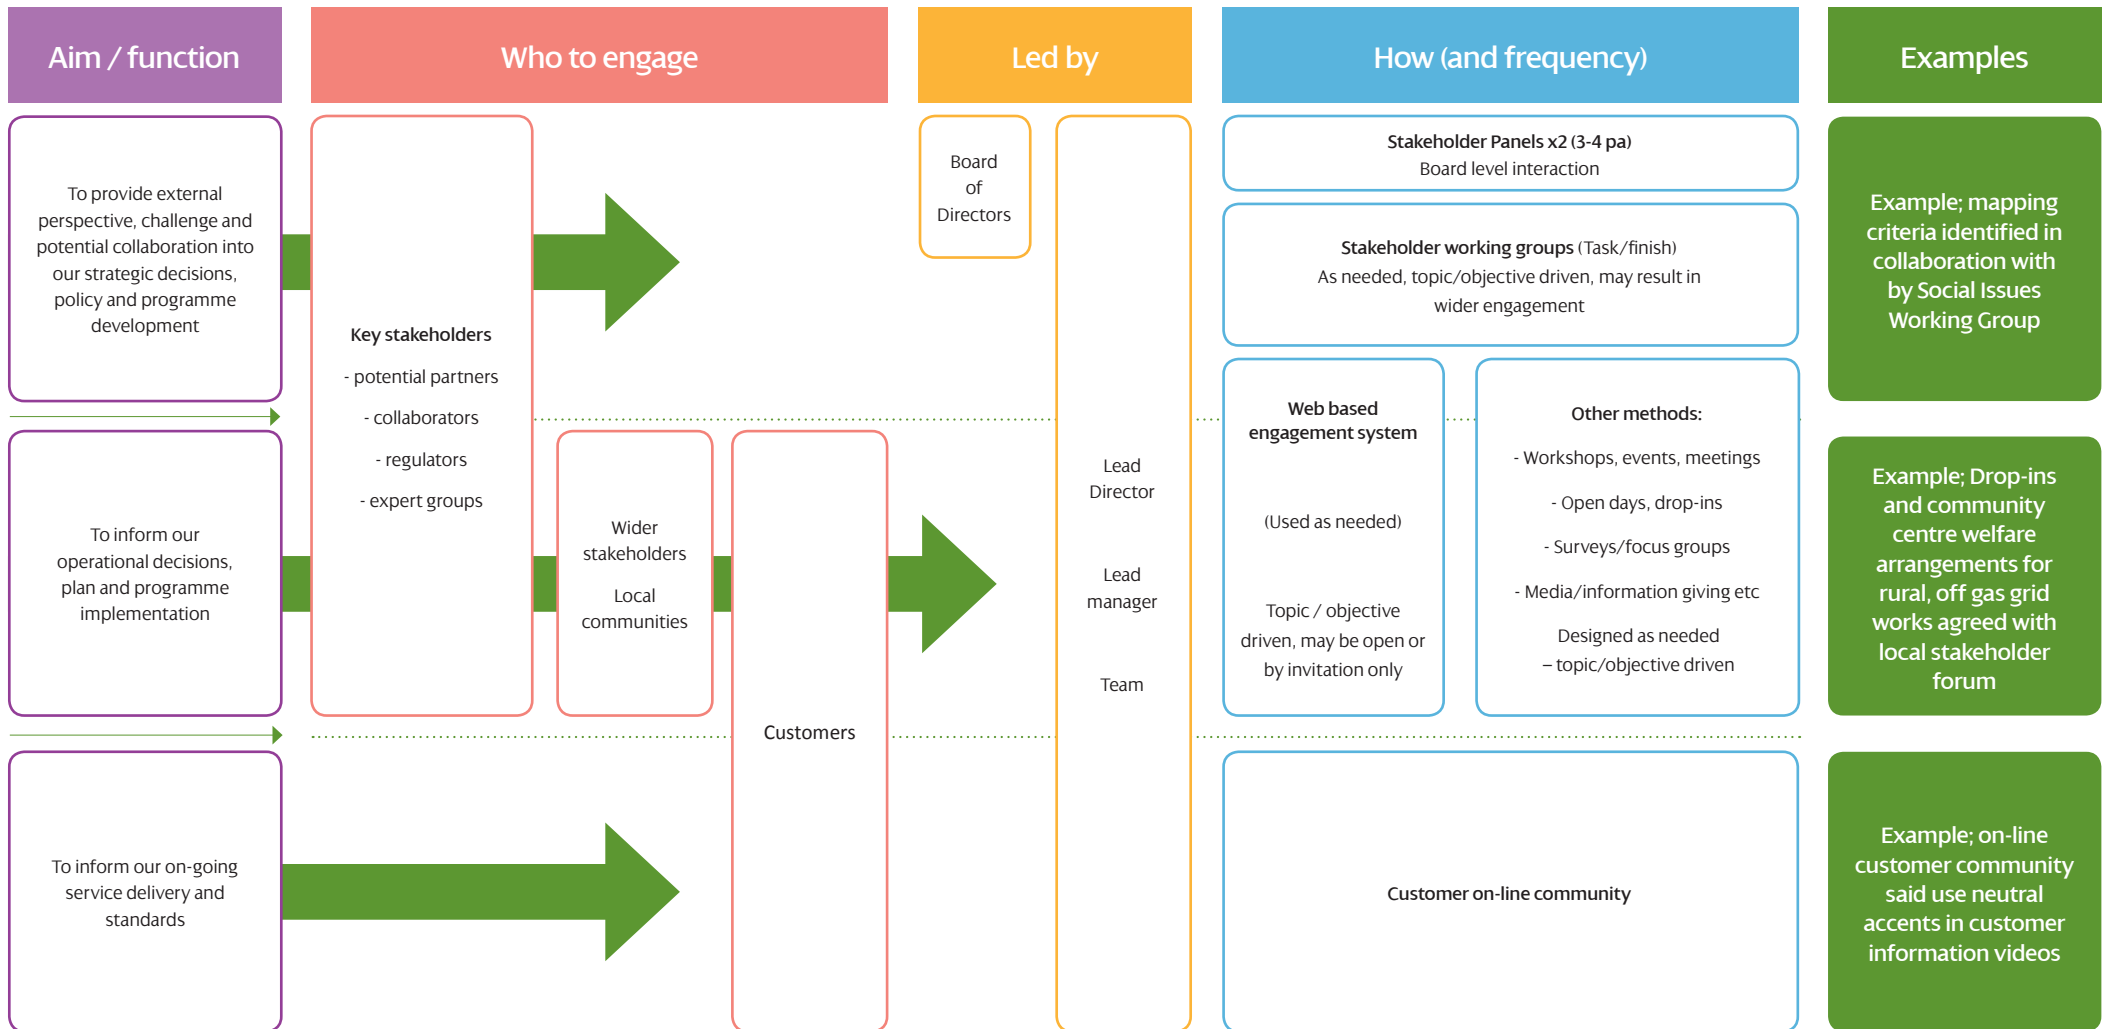 Aim / function
Who to engage
Led by
How (and frequency)
Examples
To provide external
perspective, challenge and
potential collaboration into
our strategic decisions,
policy and programme
development
Key stakeholders
- potential partners
- collaborators
- regulators
- expert groups
Board
of
Directors
Stakeholder Panels x2 (3-4 pa)
Board level interaction
Stakeholder working groups (Task/finish)
As needed, topic/objective driven, may result in
wider engagement
Example; mapping
criteria identified in
collaboration with
by Social Issues
Working Group
To inform our
operational decisions,
plan and programme
implementation
Wider
stakeholders
Local
communities
Customers
Lead
Director
Lead
manager
Team
Web based
engagement system
(Used as needed)
Topic / objective
driven, may be open or
by invitation only
Other methods:
- Workshops, events, meetings
- Open days, drop-ins
- Surveys/focus groups
- Media/information giving etc
Designed as needed
– topic/objective driven
Example; Drop-ins
and community
centre welfare
arrangements for
rural, off gas grid
works agreed with
local stakeholder
forum
To inform our on-going
service delivery and
standards
Customer on-line community
Example; on-line
customer community
said use neutral
accents in customer
information videos